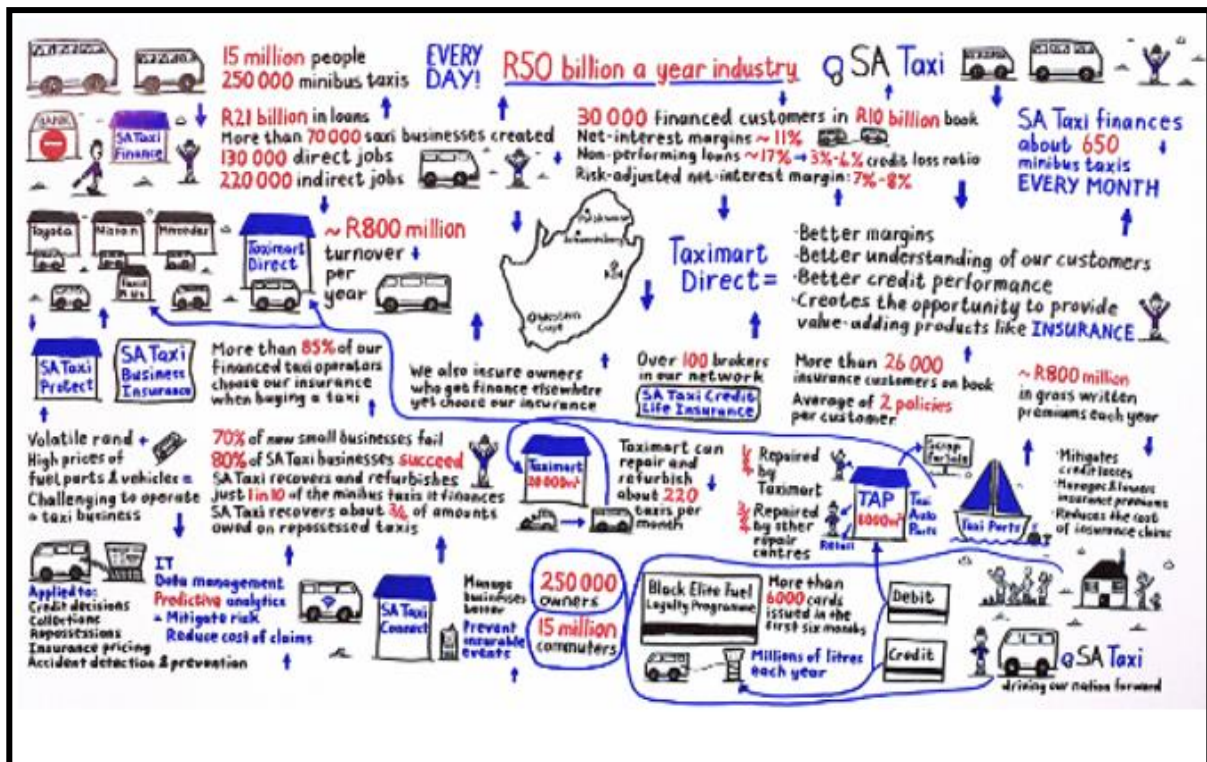 15 million people
250 000 minibus taxis
EVERY
DAY!
R50 billion a year industry
SA Taxi
BANK
SA Taxi
Finance
R21 billion in loans
More than 70 000 saxi businesses created
130 000 direct jobs
220 000 indirect jobs
30 000 financed customers in R10 billion book
Net-interest margins ~ 11%
Non-performing loans ~17% → 3%-4% credit loss ratio
Risk-adjusted net-interest margin: 7%-8%
SA Taxi finances
about 650
minibus taxis
EVERY MONTH
Toyota
Nissan
Mercedes
Taximart
Direct
~ R800 million
turnover
per
year
Johannesburg
KZN
Western
Cape
Taximart
Direct =
·Better margins
·Better understanding of our customers
·Better credit performance
·Creates the opportunity to provide
value-adding products like INSURANCE
SA Taxi
Protect
SA Taxi
Business
Insurance
More than 85% of our
financed taxi operators
choose our insurance
when buying a taxi
We also insure owners
who get finance elsewhere
yet choose our insurance
Over 100 brokers
in our network
SA Taxi Credit
Life Insurance
More than 26 000
insurance customers on book
Average of 2 policies
per customer
~ R800 million
in gross written
premiums each year
Volatile rand +
High prices of
fuel parts & vehicles =
Challenging to operate
a taxi business
70% of new small businesses fail
80% of SA Taxi businesses succeed
SA Taxi recovers and refurbishes
just 1 in 10 of the minibus taxis it finances
SA Taxi recovers about 3/4 of amounts
owed on repossessed taxis
Taximart
20 000m²
Taximart can
repair and
refurbish
about 220
taxis per
month
Repaired
by
Taximart
Repaired
by other
repair
centres
Retail
TAP
8000m²
Taxi
Auto
Parts
Scrap
for sale
Taxi Parts
· Mitigates
credit losses
· Manages & lowers
insurance premiums
· Reduces the cost
of insurance claims
Applied to:
Credit decisions
Collections
Repossessions
Insurance pricing
Accident detection & prevention
IT
Data management
Predictive analytics
= Mitigate risk
Reduce cost of claims
SA Taxi
Connect
Manage
businesses
better
Prevent
insurable
events
250 000
owners
15 million
commuters
Black Elite Fuel
Loyalty Programme
More than
6000 cards
issued in the
first six months
Millions of litres
each year
Debit
Credit
SA Taxi
driving our nation forward